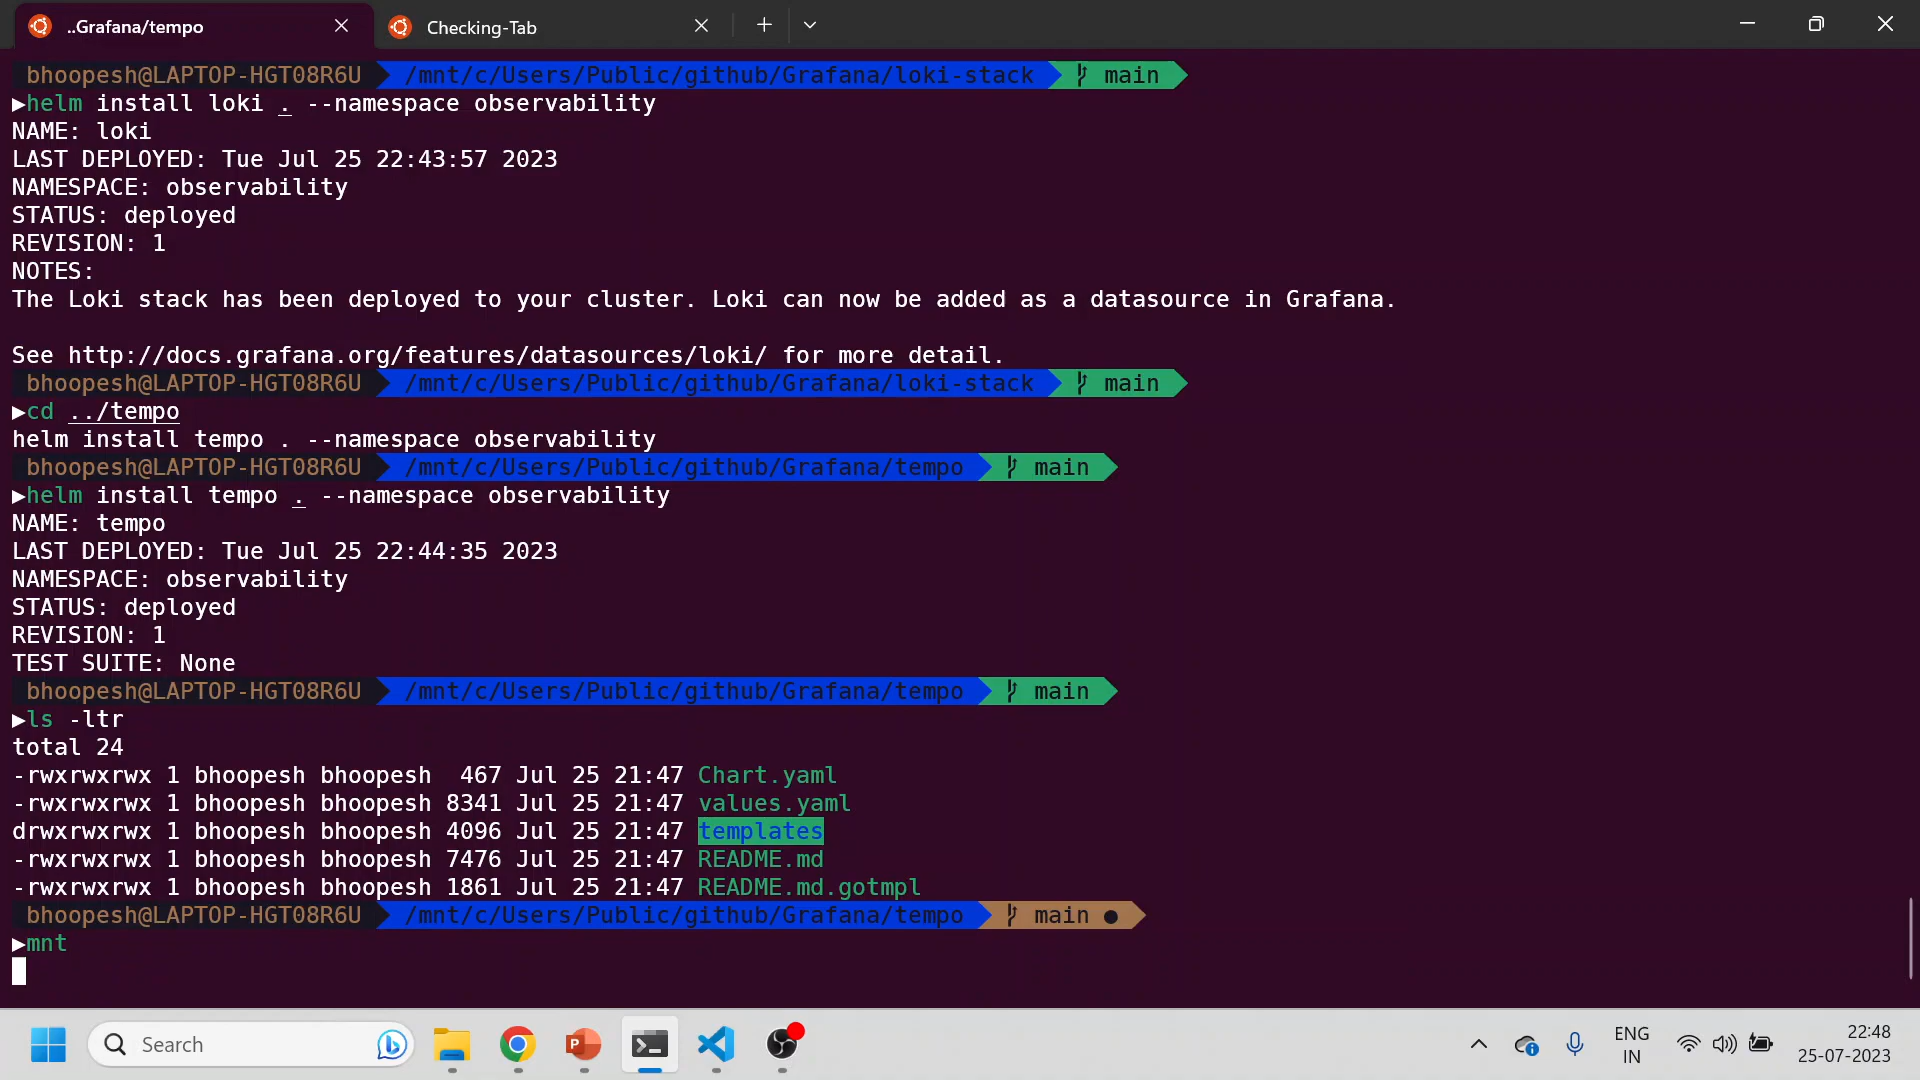 ..Grafana/tempo
Checking-Tab
bhoopesh@LAPTOP-HGT08R6U /mnt/c/Users/Public/github/Grafana/loki-stack main
▶helm install loki . --namespace observability
NAME: loki
LAST DEPLOYED: Tue Jul 25 22:43:57 2023
NAMESPACE: observability
STATUS: deployed
REVISION: 1
NOTES:
The Loki stack has been deployed to your cluster. Loki can now be added as a datasource in Grafana.
See http://docs.grafana.org/features/datasources/loki/ for more detail.
bhoopesh@LAPTOP-HGT08R6U /mnt/c/Users/Public/github/Grafana/loki-stack main
▶cd ../tempo
helm install tempo . --namespace observability
bhoopesh@LAPTOP-HGT08R6U /mnt/c/Users/Public/github/Grafana/tempo main
▶helm install tempo . --namespace observability
NAME: tempo
LAST DEPLOYED: Tue Jul 25 22:44:35 2023
NAMESPACE: observability
STATUS: deployed
REVISION: 1
TEST SUITE: None
bhoopesh@LAPTOP-HGT08R6U /mnt/c/Users/Public/github/Grafana/tempo main
▶ls -ltr
total 24
-rwxrwxrwx 1 bhoopesh bhoopesh  467 Jul 25 21:47 Chart.yaml
-rwxrwxrwx 1 bhoopesh bhoopesh 8341 Jul 25 21:47 values.yaml
drwxrwxrwx 1 bhoopesh bhoopesh 4096 Jul 25 21:47 templates
-rwxrwxrwx 1 bhoopesh bhoopesh 7476 Jul 25 21:47 README.md
-rwxrwxrwx 1 bhoopesh bhoopesh 1861 Jul 25 21:47 README.md.gotmpl
bhoopesh@LAPTOP-HGT08R6U /mnt/c/Users/Public/github/Grafana/tempo main ●
▶mnt
Search
ENG
IN
22:48
25-07-2023